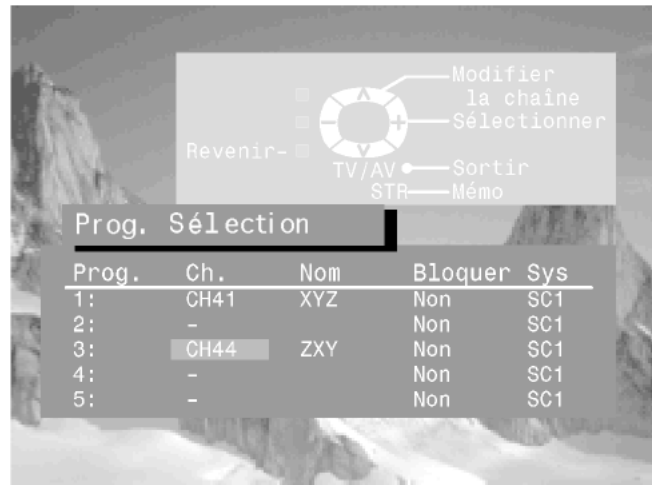 Modifier
la chaîne
Sélectionner
Revenir
TV/AV
Sortir
STR
Mémo
Prog. Sélection
Prog. Ch. Nom Bloquer Sys
1: CH41 XYZ Non SC1
2: - Non SC1
3: CH44 ZXY Non SC1
4: - Non SC1
5: - Non SC1